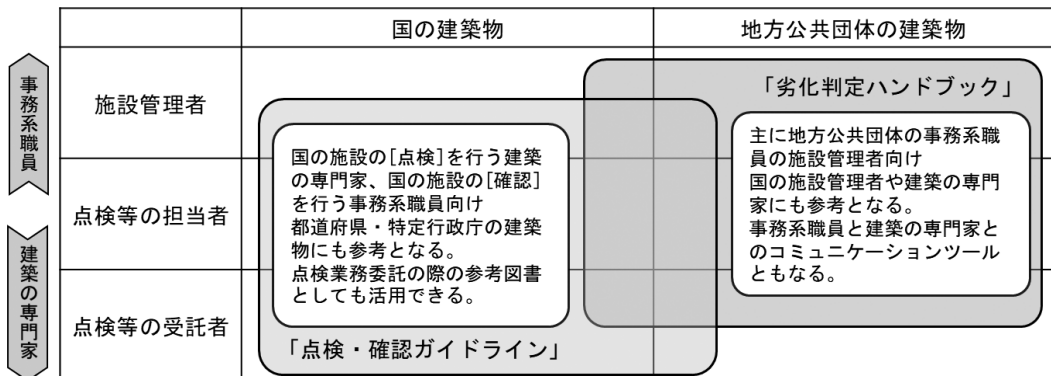 国の建築物
地方公共団体の建築物
事務系職員
建築の専門家
施設管理者
点検等の担当者
点検等の受託者
「劣化判定ハンドブック」
国の施設の[点検]を行う建築
の専門家、国の施設の[確認]
を行う事務系職員向け
都道府県・特定行政庁の建築
物にも参考となる。
点検業務委託の際の参考図書
としても活用できる。
主に地方公共団体の事務系職
員の施設管理者向け
国の施設管理者や建築の専門
家にも参考となる。
事務系職員と建築の専門家と
のコミュニケーションツール
ともなる。
「点検・確認ガイドライン」